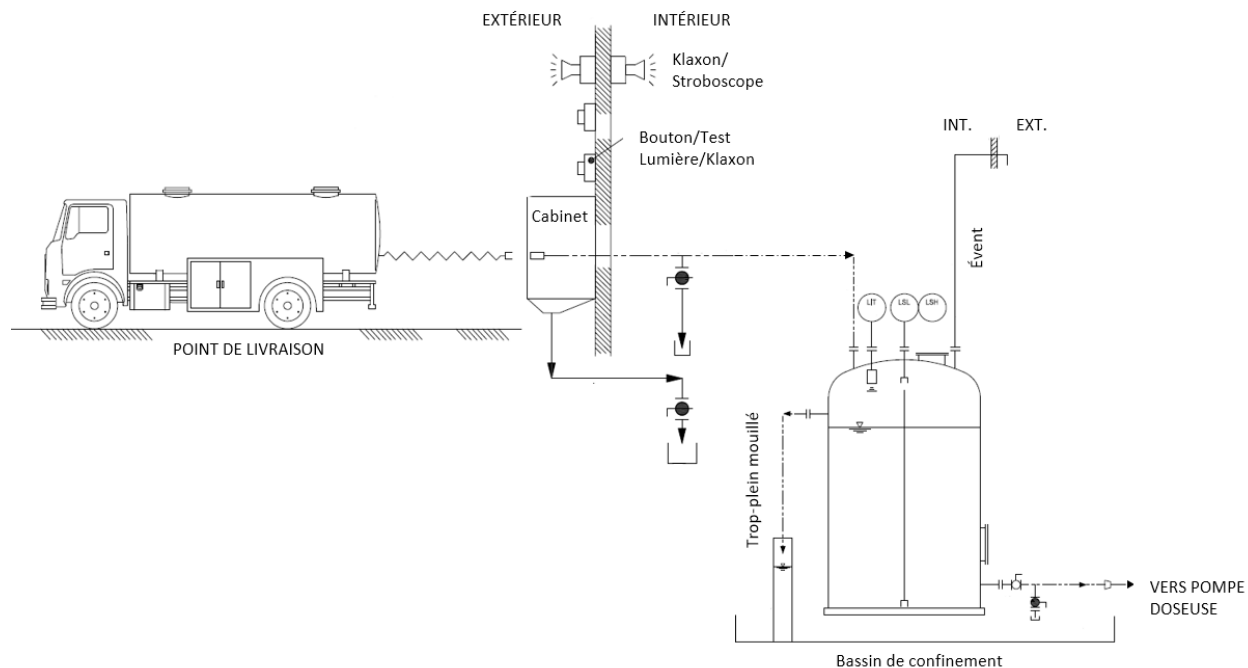 EXTÉRIEUR
INTÉRIEUR
Klaxon/
Stroboscope
INT.
EXT.
Bouton/Test
Lumière/Klaxon
Cabinet
Évent
LIT
LSL
LSH
POINT DE LIVRAISON
Trop-plein mouillé
VERS POMPE
DOSEUSE
Bassin de confinement